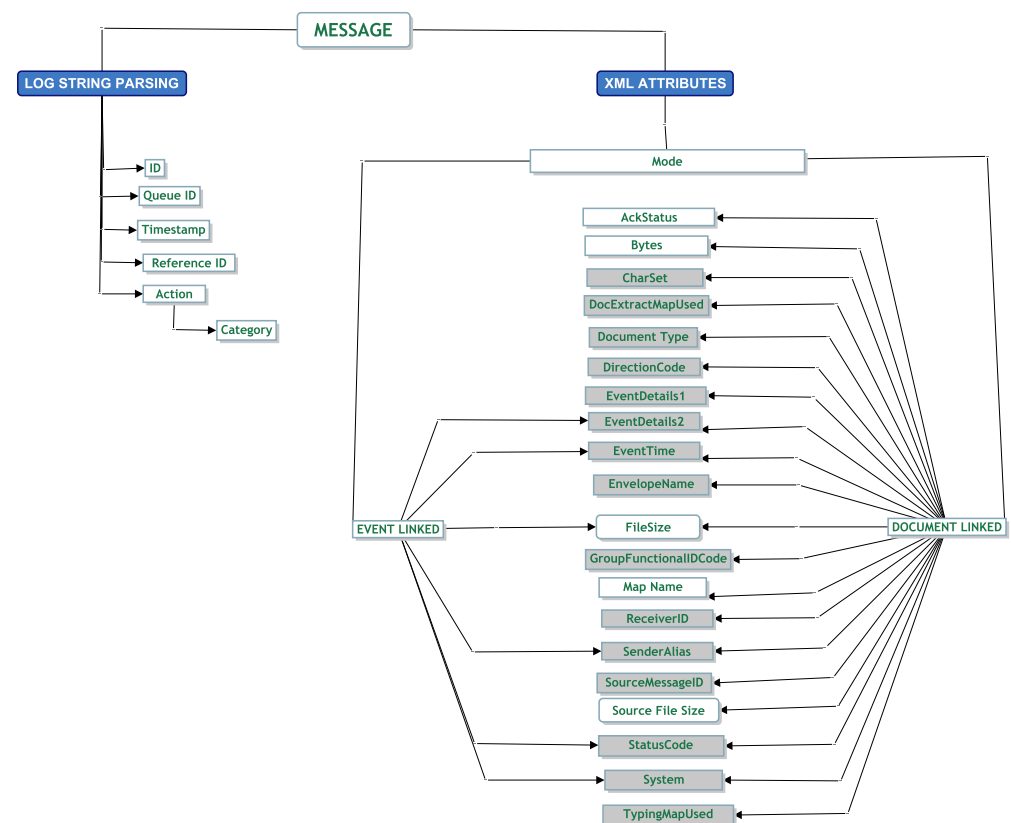 MESSAGE
LOG STRING PARSING
XML ATTRIBUTES
Mode
ID
Queue ID
Timestamp
Reference ID
Action
Category
AckStatus
Bytes
CharSet
DocExtractMapUsed
Document Type
DirectionCode
EventDetails1
EventDetails2
EventTime
EnvelopeName
EVENT LINKED
FileSize
DOCUMENT LINKED
GroupFunctionalIDCode
Map Name
ReceiverID
SenderAlias
SourceMessageID
Source File Size
StatusCode
System
TypingMapUsed